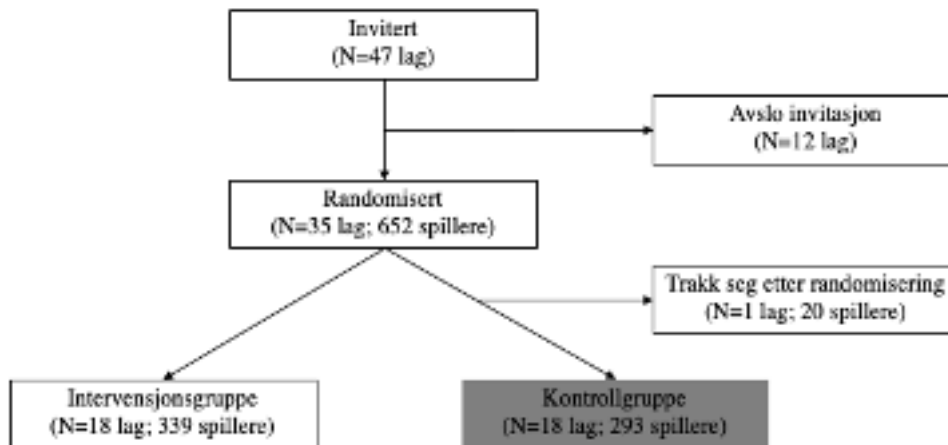 Invitert
(N=47 lag)
Avslo invitasjon
(N=12 lag)
Randomisert
(N=35 lag; 652 spillere)
Trakk seg etter randomisering
(N=1 lag; 20 spillere)
Intervensjonsgruppe
(N=18 lag; 339 spillere)
Kontrollgruppe
(N=18 lag; 293 spillere)